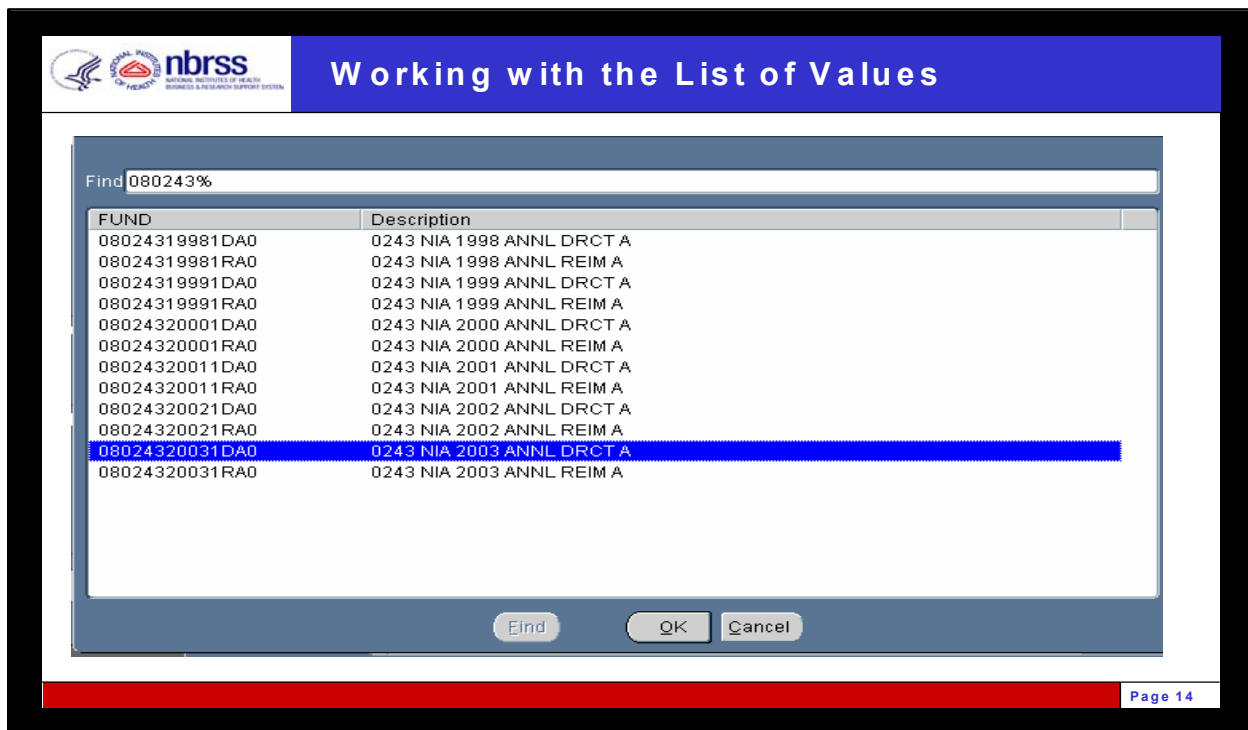 nbrss
NATIONAL INSTITUTES OF HEALTH
BUSINESS & RESEARCH SUPPORT SYSTEM
Working with the List of Values
Find 080243%
FUND Description
08024319981DA0 0243 NIA 1998 ANNL DRCT A
08024319981RA0 0243 NIA 1998 ANNL REIM A
08024319991DA0 0243 NIA 1999 ANNL DRCT A
08024319991RA0 0243 NIA 1999 ANNL REIM A
08024320001DA0 0243 NIA 2000 ANNL DRCT A
08024320001RA0 0243 NIA 2000 ANNL REIM A
08024320011DA0 0243 NIA 2001 ANNL DRCT A
08024320011RA0 0243 NIA 2001 ANNL REIM A
08024320021DA0 0243 NIA 2002 ANNL DRCT A
08024320021RA0 0243 NIA 2002 ANNL REIM A
08024320031DA0 0243 NIA 2003 ANNL DRCT A
08024320031RA0 0243 NIA 2003 ANNL REIM A
Find OK Cancel
Page 14